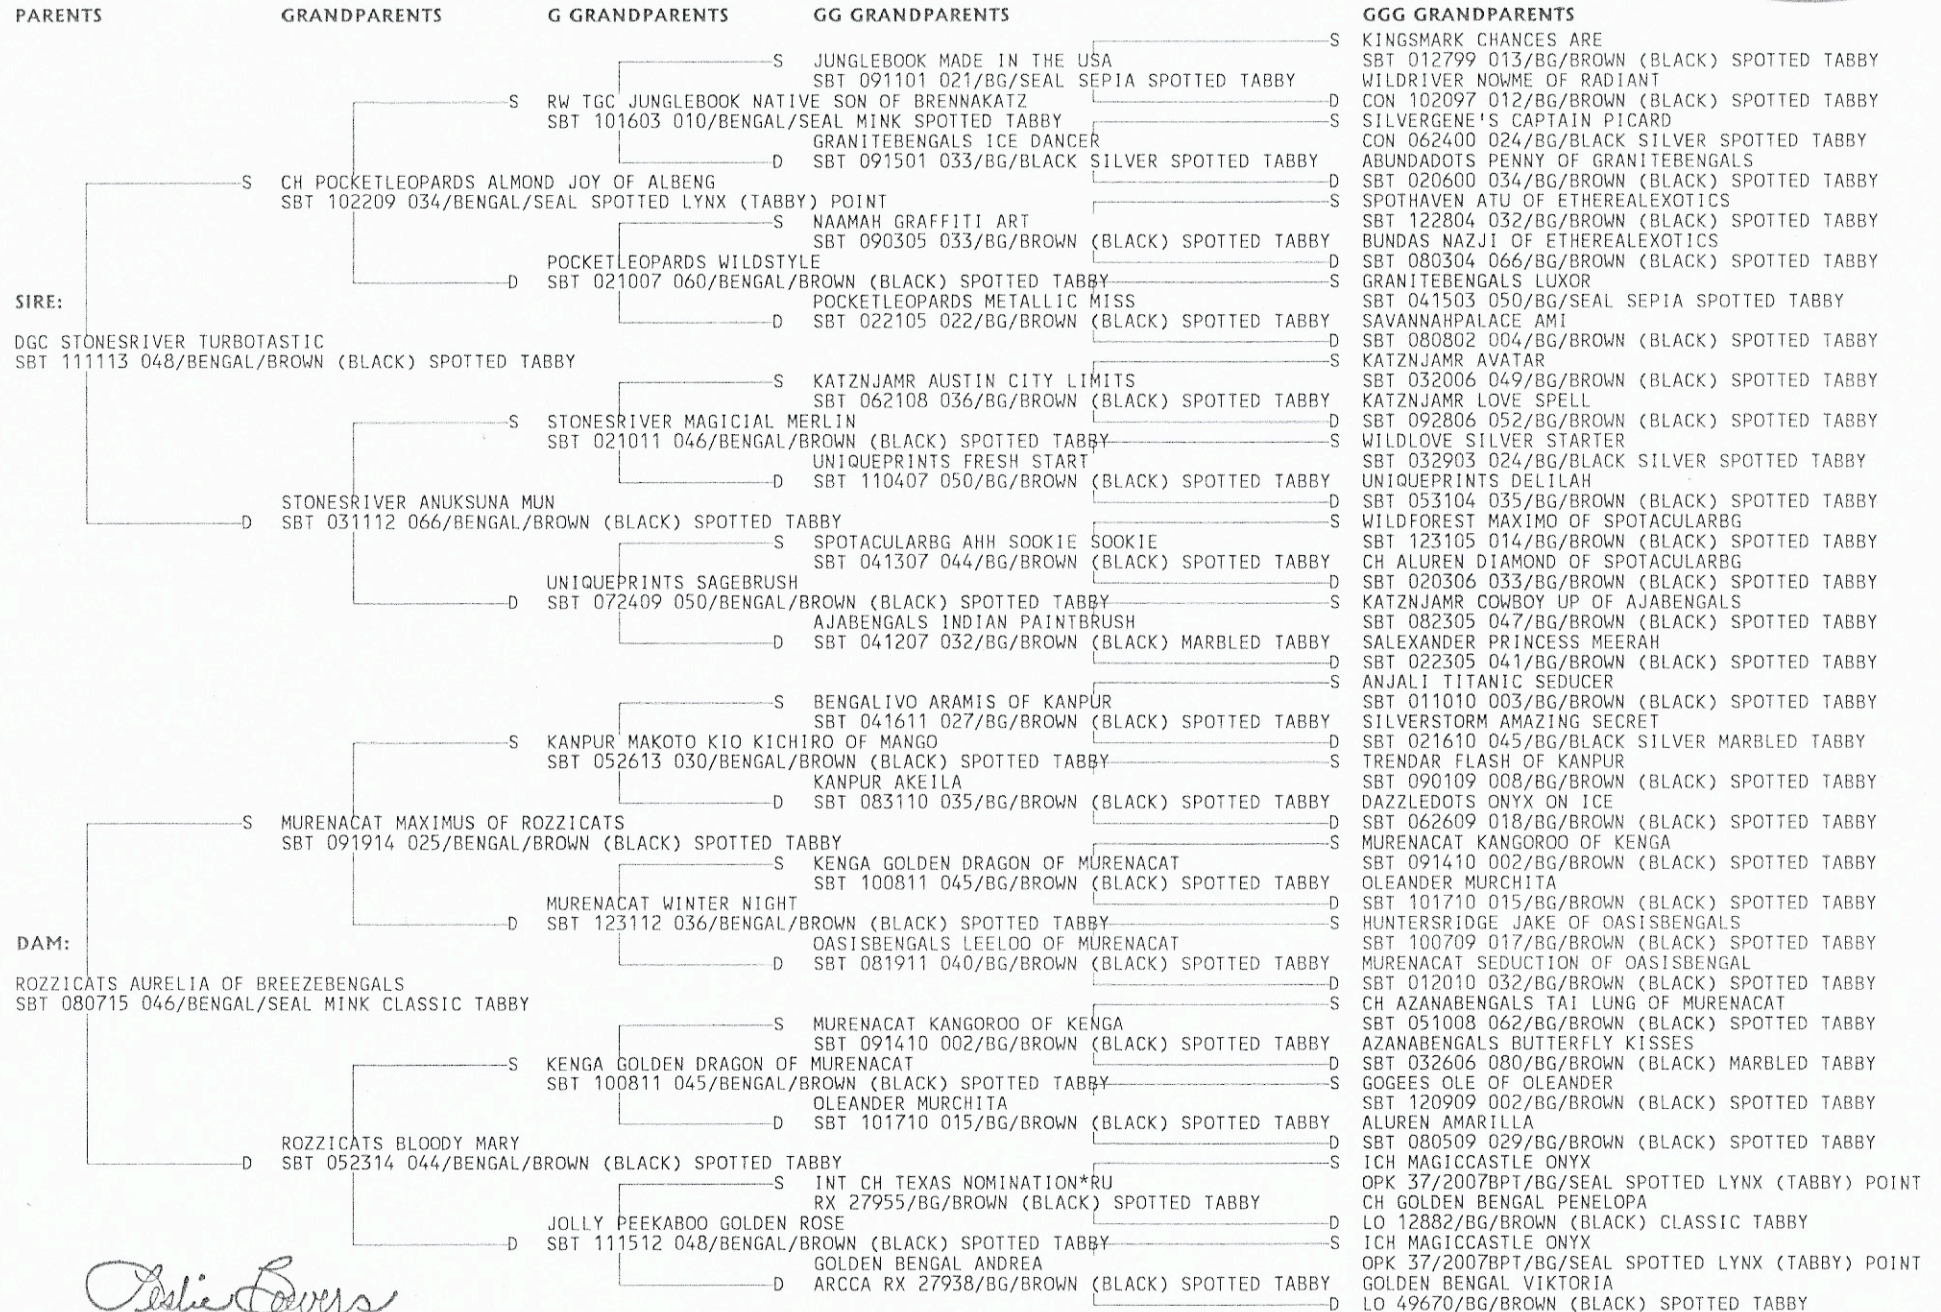 PARENTS GRANDPARENTS G GRANDPARENTS GG GRANDPARENTS GGG GRANDPARENTS
S KINGSMARK CHANCES ARE
S JUNGLEBOOK MADE IN THE USA SBT 012799 013/BG/BROWN (BLACK) SPOTTED TABBY
SBT 091101 021/BG/SEAL SEPIA SPOTTED TABBY WILDRIVER NOWME OF RADIANT
S RW TGC JUNGLEBOOK NATIVE SON OF BRENNAKATZ D CON 102097 012/BG/BROWN (BLACK) SPOTTED TABBY
SBT 101603 010/BENGAL/SEAL MINK SPOTTED TABBY S SILVERGENE'S CAPTAIN PICARD
GRANITEBENGALS ICE DANCER CON 062400 024/BG/BLACK SILVER SPOTTED TABBY
D SBT 091501 033/BG/BLACK SILVER SPOTTED TABBY ABUNDADOTS PENNY OF GRANITEBENGALS
S CH POCKETLEOPARDS ALMOND JOY OF ALBENG D SBT 020600 034/BG/BROWN (BLACK) SPOTTED TABBY
SBT 102209 034/BENGAL/SEAL SPOTTED LYNX (TABBY) POINT S SPOTHAVEN ATU OF ETHEREALEXOTICS
S NAAMAH GRAFFITI ART SBT 122804 032/BG/BROWN (BLACK) SPOTTED TABBY
SBT 090305 033/BG/BROWN (BLACK) SPOTTED TABBY BUNDAS NAZJI OF ETHEREALEXOTICS
POCKETLEOPARDS WILDSTYLE D SBT 080304 066/BG/BROWN (BLACK) SPOTTED TABBY
D SBT 021007 060/BENGAL/BROWN (BLACK) SPOTTED TABBY S GRANITEBENGALS LUXOR
SIRE: POCKETLEOPARDS METALLIC MISS SBT 041503 050/BG/SEAL SEPIA SPOTTED TABBY
D SBT 022105 022/BG/BROWN (BLACK) SPOTTED TABBY SAVANNAHPALACE AMI
DGC STONESRIVER TURBOTASTIC D SBT 080802 004/BG/BROWN (BLACK) SPOTTED TABBY
SBT 111113 048/BENGAL/BROWN (BLACK) SPOTTED TABBY S KATZNJAMR AVATAR
S KATZNJAMR AUSTIN CITY LIMITS SBT 032006 049/BG/BROWN (BLACK) SPOTTED TABBY
SBT 062108 036/BG/BROWN (BLACK) SPOTTED TABBY KATZNJAMR LOVE SPELL
S STONESRIVER MAGICIAL MERLIN D SBT 092806 052/BG/BROWN (BLACK) SPOTTED TABBY
SBT 021011 046/BENGAL/BROWN (BLACK) SPOTTED TABBY S WILDLOVE SILVER STARTER
UNIQUEPRINTS FRESH START SBT 032903 024/BG/BLACK SILVER SPOTTED TABBY
D SBT 110407 050/BG/BROWN (BLACK) SPOTTED TABBY UNIQUEPRINTS DELILAH
STONESRIVER ANUKSUNA MUN D SBT 053104 035/BG/BROWN (BLACK) SPOTTED TABBY
D SBT 031112 066/BENGAL/BROWN (BLACK) SPOTTED TABBY S WILDFOREST MAXIMO OF SPOTACULARBG
S SPOTACULARBG AHH SOOKIE SOOKIE SBT 123105 014/BG/BROWN (BLACK) SPOTTED TABBY
SBT 041307 044/BG/BROWN (BLACK) SPOTTED TABBY CH ALUREN DIAMOND OF SPOTACULARBG
UNIQUEPRINTS SAGEBRUSH D SBT 020306 033/BG/BROWN (BLACK) SPOTTED TABBY
D SBT 072409 050/BENGAL/BROWN (BLACK) SPOTTED TABBY S KATZNJAMR COWBOY UP OF AJABENGALS
AJABENGALS INDIAN PAINTBRUSH SBT 082305 047/BG/BROWN (BLACK) SPOTTED TABBY
D SBT 041207 032/BG/BROWN (BLACK) MARBLED TABBY SALEXANDER PRINCESS MEERAH
D SBT 022305 041/BG/BROWN (BLACK) SPOTTED TABBY
S ANJALI TITANIC SEDUCER
S BENGALIVO ARAMIS OF KANPUR SBT 011010 003/BG/BROWN (BLACK) SPOTTED TABBY
SBT 041611 027/BG/BROWN (BLACK) SPOTTED TABBY SILVERSTORM AMAZING SECRET
S KANPUR MAKOTO KIO KICHIRO OF MANGO D SBT 021610 045/BG/BLACK SILVER MARBLED TABBY
SBT 052613 030/BENGAL/BROWN (BLACK) SPOTTED TABBY S TRENDAR FLASH OF KANPUR
KANPUR AKEILA SBT 090109 008/BG/BROWN (BLACK) SPOTTED TABBY
D SBT 083110 035/BG/BROWN (BLACK) SPOTTED TABBY DAZZLEDOTS ONYX ON ICE
S MURENACAT MAXIMUS OF ROZZICATS D SBT 062609 018/BG/BROWN (BLACK) SPOTTED TABBY
SBT 091914 025/BENGAL/BROWN (BLACK) SPOTTED TABBY S MURENACAT KANGOROO OF KENGA
S KENGA GOLDEN DRAGON OF MURENACAT SBT 091410 002/BG/BROWN (BLACK) SPOTTED TABBY
SBT 100811 045/BG/BROWN (BLACK) SPOTTED TABBY OLEANDER MURCHITA
MURENACAT WINTER NIGHT D SBT 101710 015/BG/BROWN (BLACK) SPOTTED TABBY
D SBT 123112 036/BENGAL/BROWN (BLACK) SPOTTED TABBY S HUNTERSRIDGE JAKE OF OASISBENGALS
DAM: OASISBENGALS LEELOO OF MURENACAT SBT 100709 017/BG/BROWN (BLACK) SPOTTED TABBY
D SBT 081911 040/BG/BROWN (BLACK) SPOTTED TABBY MURENACAT SEDUCTION OF OASISBENGAL
ROZZICATS AURELIA OF BREEZEBENGALS D SBT 012010 032/BG/BROWN (BLACK) SPOTTED TABBY
SBT 080715 046/BENGAL/SEAL MINK CLASSIC TABBY S CH AZANABENGALS TAI LUNG OF MURENACAT
S MURENACAT KANGOROO OF KENGA SBT 051008 062/BG/BROWN (BLACK) SPOTTED TABBY
SBT 091410 002/BG/BROWN (BLACK) SPOTTED TABBY AZANABENGALS BUTTERFLY KISSES
S KENGA GOLDEN DRAGON OF MURENACAT D SBT 032606 080/BG/BROWN (BLACK) MARBLED TABBY
SBT 100811 045/BENGAL/BROWN (BLACK) SPOTTED TABBY S GOGEES OLE OF OLEANDER
OLEANDER MURCHITA SBT 120909 002/BG/BROWN (BLACK) SPOTTED TABBY
D SBT 101710 015/BG/BROWN (BLACK) SPOTTED TABBY ALUREN AMARILLA
ROZZICATS BLOODY MARY D SBT 080509 029/BG/BROWN (BLACK) SPOTTED TABBY
D SBT 052314 044/BENGAL/BROWN (BLACK) SPOTTED TABBY S ICH MAGICCASTLE ONYX
S INT CH TEXAS NOMINATION*RU OPK 37/2007BPT/BG/SEAL SPOTTED LYNX (TABBY) POINT
RX 27955/BG/BROWN (BLACK) SPOTTED TABBY CH GOLDEN BENGAL PENELOPA
JOLLY PEEKABOO GOLDEN ROSE D LO 12882/BG/BROWN (BLACK) CLASSIC TABBY
D SBT 111512 048/BENGAL/BROWN (BLACK) SPOTTED TABBY S ICH MAGICCASTLE ONYX
GOLDEN BENGAL ANDREA OPK 37/2007BPT/BG/SEAL SPOTTED LYNX (TABBY) POINT
D ARCCA RX 27938/BG/BROWN (BLACK) SPOTTED TABBY GOLDEN BENGAL VIKTORIA
Leslie Bowers D LO 49670/BG/BROWN (BLACK) SPOTTED TABBY